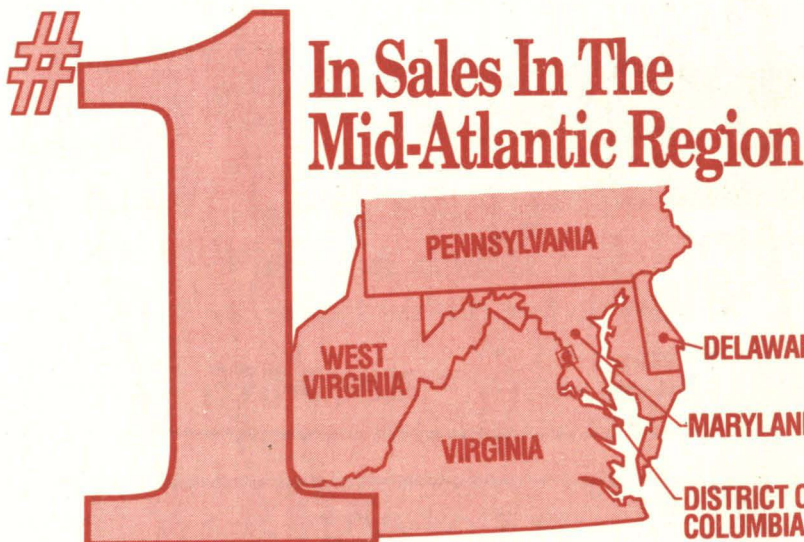 #1
In Sales In The
Mid-Atlantic Region
PENNSYLVANIA
WEST
VIRGINIA
VIRGINIA
DELAWAR
MARYLAN
DISTRICT O
COLUMBIA